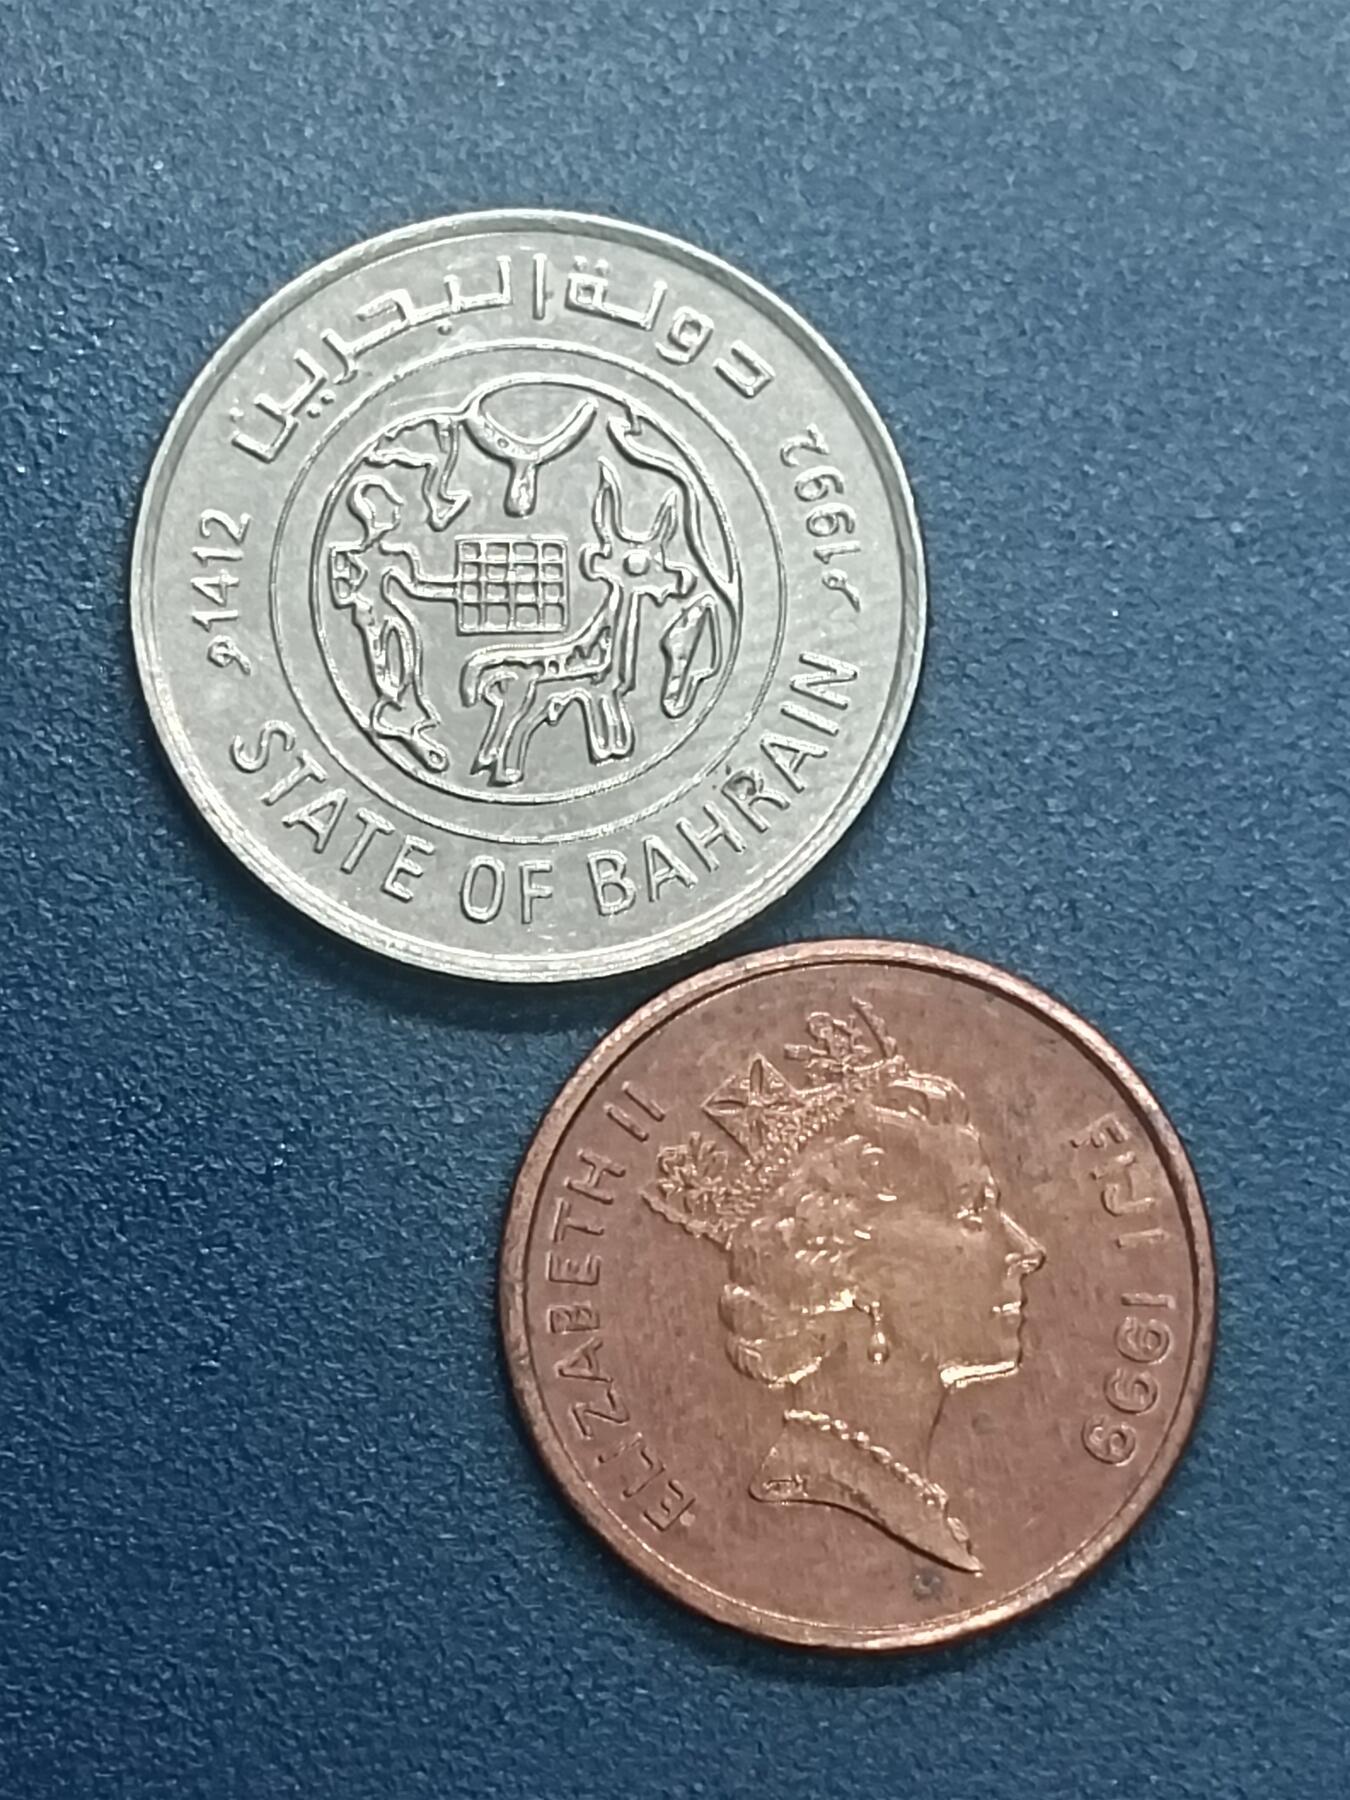 دولة البحرين
1992م
1412هـ
STATE OF BAHRAIN
ELIZABETH II
FIJI 1999